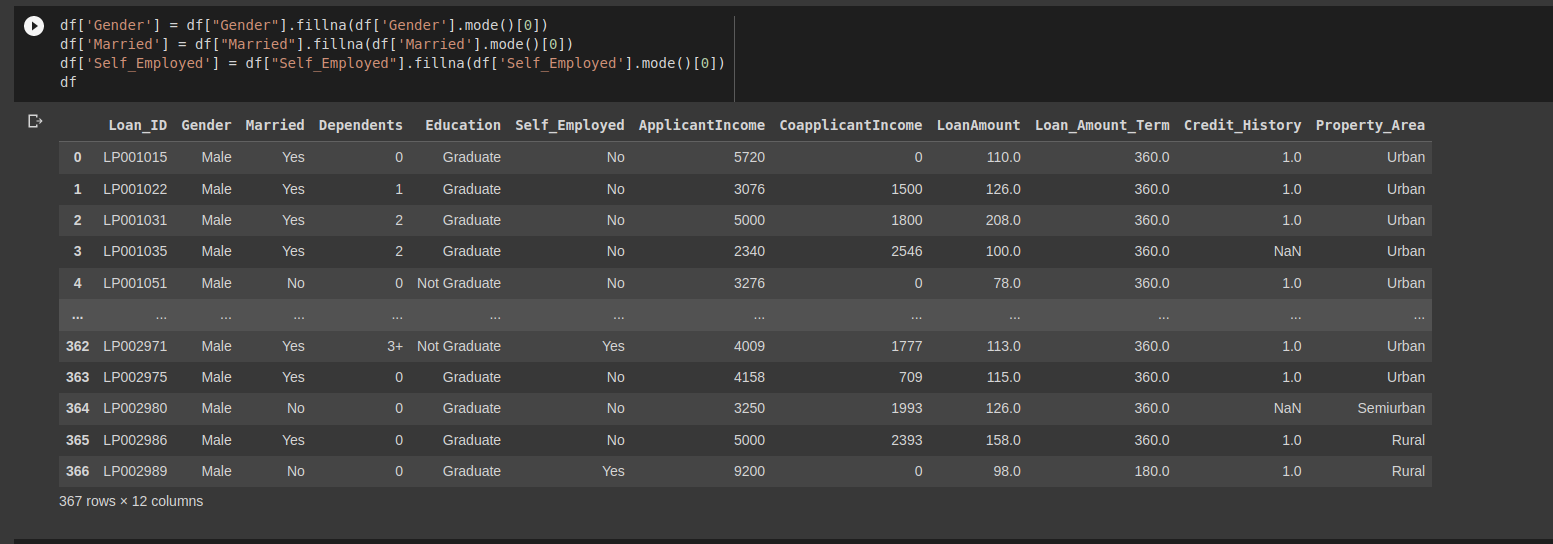 df['Gender'] = df["Gender"].fillna(df['Gender'].mode()[0])
df['Married'] = df["Married"].fillna(df['Married'].mode()[0])
df['Self_Employed'] = df["Self_Employed"].fillna(df['Self_Employed'].mode()[0])
df
Loan_ID Gender Married Dependents Education Self_Employed ApplicantIncome CoapplicantIncome LoanAmount Loan_Amount_Term Credit_History Property_Area
0 LP001015 Male Yes 0 Graduate No 5720 0 110.0 360.0 1.0 Urban
1 LP001022 Male Yes 1 Graduate No 3076 1500 126.0 360.0 1.0 Urban
2 LP001031 Male Yes 2 Graduate No 5000 1800 208.0 360.0 1.0 Urban
3 LP001035 Male Yes 2 Graduate No 2340 2546 100.0 360.0 NaN Urban
4 LP001051 Male No 0 Not Graduate No 3276 0 78.0 360.0 1.0 Urban
... ... ... ... ... ... ... ... ... ... ... ... ...
362 LP002971 Male Yes 3+ Not Graduate Yes 4009 1777 113.0 360.0 1.0 Urban
363 LP002975 Male Yes 0 Graduate No 4158 709 115.0 360.0 1.0 Urban
364 LP002980 Male No 0 Graduate No 3250 1993 126.0 360.0 NaN Semiurban
365 LP002986 Male Yes 0 Graduate No 5000 2393 158.0 360.0 1.0 Rural
366 LP002989 Male No 0 Graduate Yes 9200 0 98.0 180.0 1.0 Rural
367 rows × 12 columns